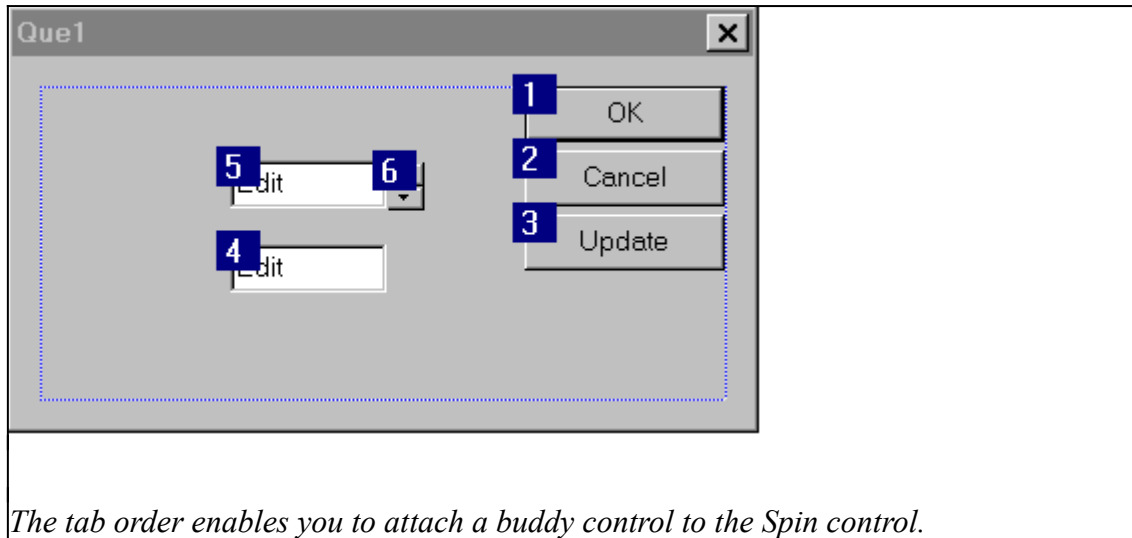 Que1
1 OK
5 Edit 6 2 Cancel
4 Edit 3 Update
The tab order enables you to attach a buddy control to the Spin control.